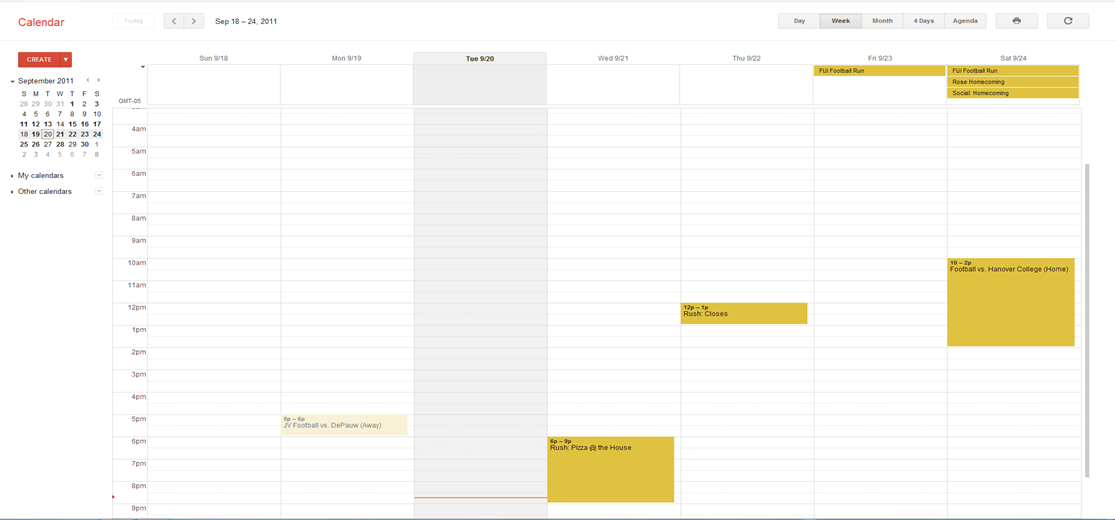 Calendar
Today
Sep 18 – 24, 2011
Day
Week
Month
4 Days
Agenda
CREATE
September 2011
S M T W T F S
28 29 30 31 1 2 3
4 5 6 7 8 9 10
11 12 13 14 15 16 17
18 19 20 21 22 23 24
25 26 27 28 29 30 1
2 3 4 5 6 7 8
My calendars
Other calendars
Sun 9/18
Mon 9/19
Tue 9/20
Wed 9/21
Thu 9/22
Fri 9/23
Sat 9/24
GMT-05
FIJI Football Run
FIJI Football Run
Rose Homecoming
Social: Homecoming
4am
5am
6am
7am
8am
9am
10am
11am
12pm
1pm
2pm
3pm
4pm
5pm
6pm
7pm
8pm
9pm
5p – 6p
JV Football vs. DePauw (Away)
6p – 9p
Rush: Pizza @ the House
12p – 1p
Rush: Closes
10 – 2p
Football vs. Hanover College (Home)